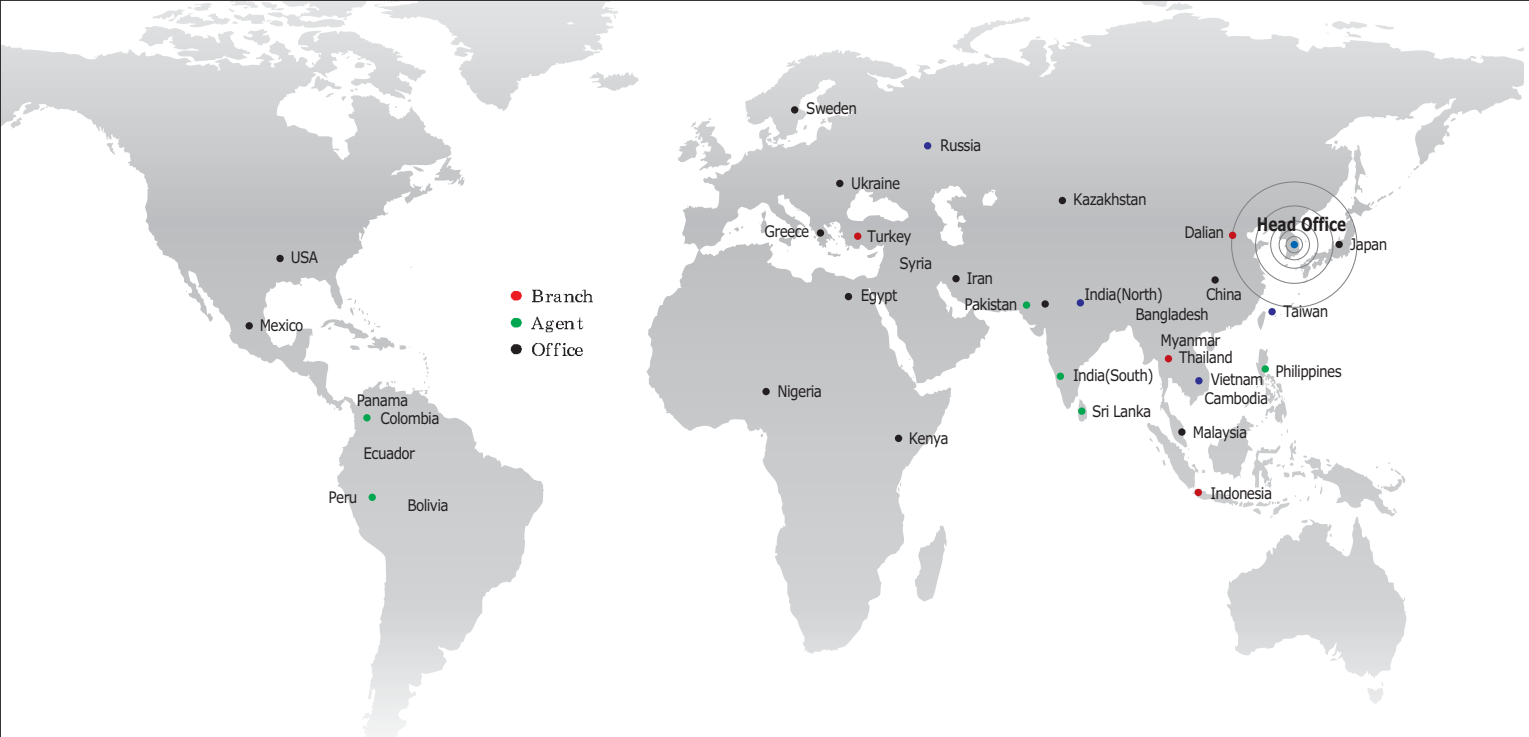 Sweden
Russia
Ukraine
Kazakhstan
Head Office
Greece
Turkey
Dalian
Japan
USA
Syria
Iran
Branch
Egypt
Pakistan
India(North)
China
Bangladesh
Taiwan
Agent
Mexico
Office
Myanmar
Thailand
India(South)
Vietnam
Philippines
Nigeria
Panama
Cambodia
Colombia
Sri Lanka
Malaysia
Kenya
Ecuador
Peru
Bolivia
Indonesia